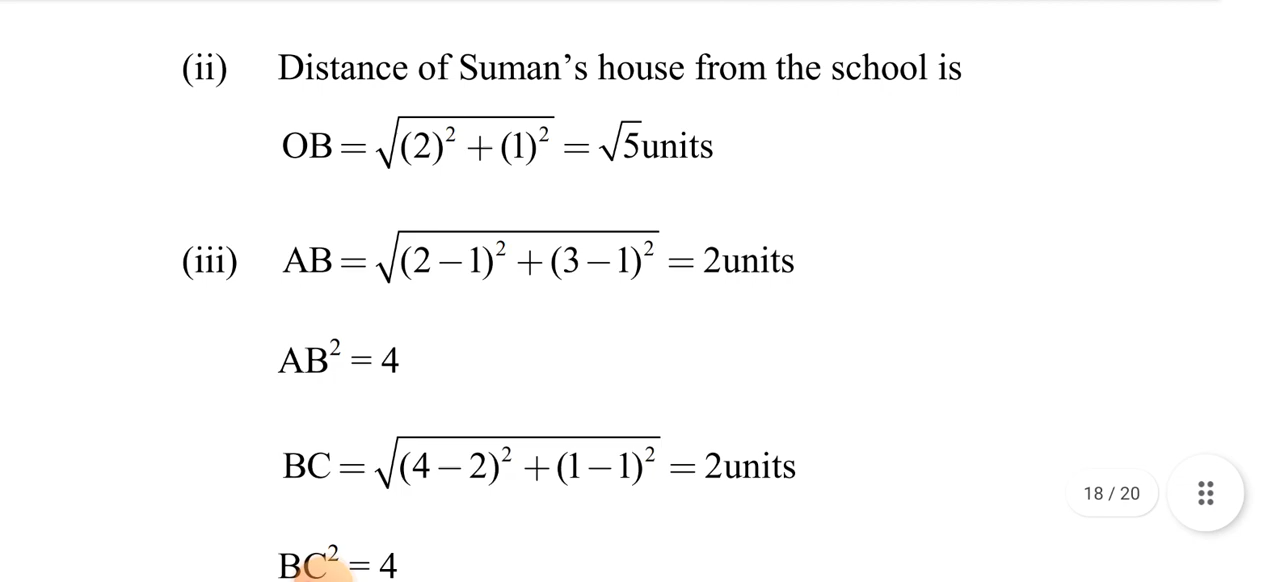 (ii) Distance of Suman’s house from the school is
OB = √((2)² + (1)²) = √5units
(iii) AB = √((2 – 1)² + (3 – 1)²) = 2units
AB² = 4
BC = √((4 – 2)² + (1 – 1)²) = 2units
18 / 20
BC² = 4